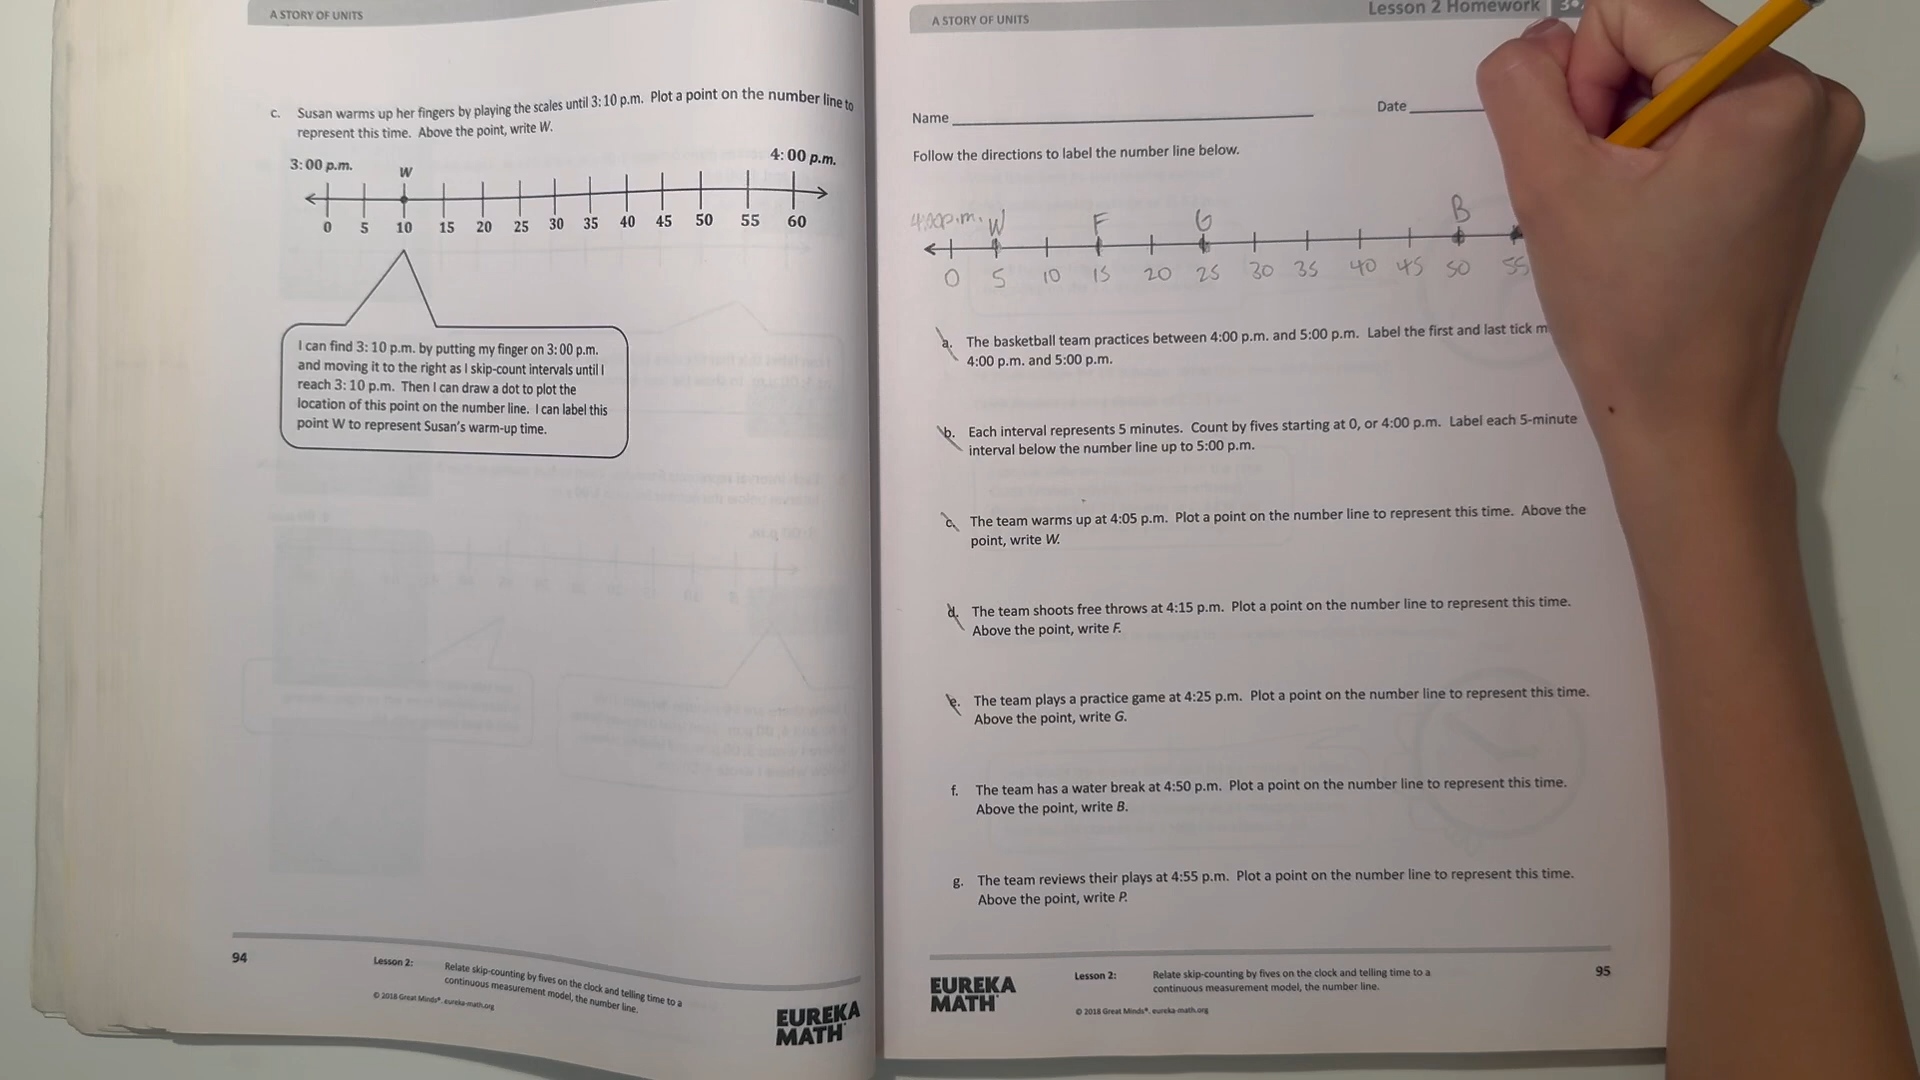 A STORY OF UNITS
c. Susan warms up her fingers by playing the scales until 3:10 p.m. Plot a point on the number line to
represent this time. Above the point, write W.
3:00 p.m. 4:00 p.m.
W
0 5 10 15 20 25 30 35 40 45 50 55 60
I can find 3:10 p.m. by putting my finger on 3:00 p.m.
and moving it to the right as I skip-count intervals until I
reach 3:10 p.m. Then I can draw a dot to plot the
location of this point on the number line. I can label this
point W to represent Susan's warm-up time.
94
Lesson 2: Relate skip-counting by fives on the clock and telling time to a
continuous measurement model, the number line.
© 2018 Great Minds®. eureka-math.org
EUREKA
MATH
A STORY OF UNITS Lesson 2 Homework 3
Name Date
Follow the directions to label the number line below.
4:00p.m. W F G B
0 5 10 15 20 25 30 35 40 45 50 55
a. The basketball team practices between 4:00 p.m. and 5:00 p.m. Label the first and last tick m
4:00 p.m. and 5:00 p.m.
b. Each interval represents 5 minutes. Count by fives starting at 0, or 4:00 p.m. Label each 5-minute
interval below the number line up to 5:00 p.m.
c. The team warms up at 4:05 p.m. Plot a point on the number line to represent this time. Above the
point, write W.
d. The team shoots free throws at 4:15 p.m. Plot a point on the number line to represent this time.
Above the point, write F.
e. The team plays a practice game at 4:25 p.m. Plot a point on the number line to represent this time.
Above the point, write G.
f. The team has a water break at 4:50 p.m. Plot a point on the number line to represent this time.
Above the point, write B.
g. The team reviews their plays at 4:55 p.m. Plot a point on the number line to represent this time.
Above the point, write P.
EUREKA
MATH
Lesson 2: Relate skip-counting by fives on the clock and telling time to a
continuous measurement model, the number line.
© 2018 Great Minds®. eureka-math.org
95